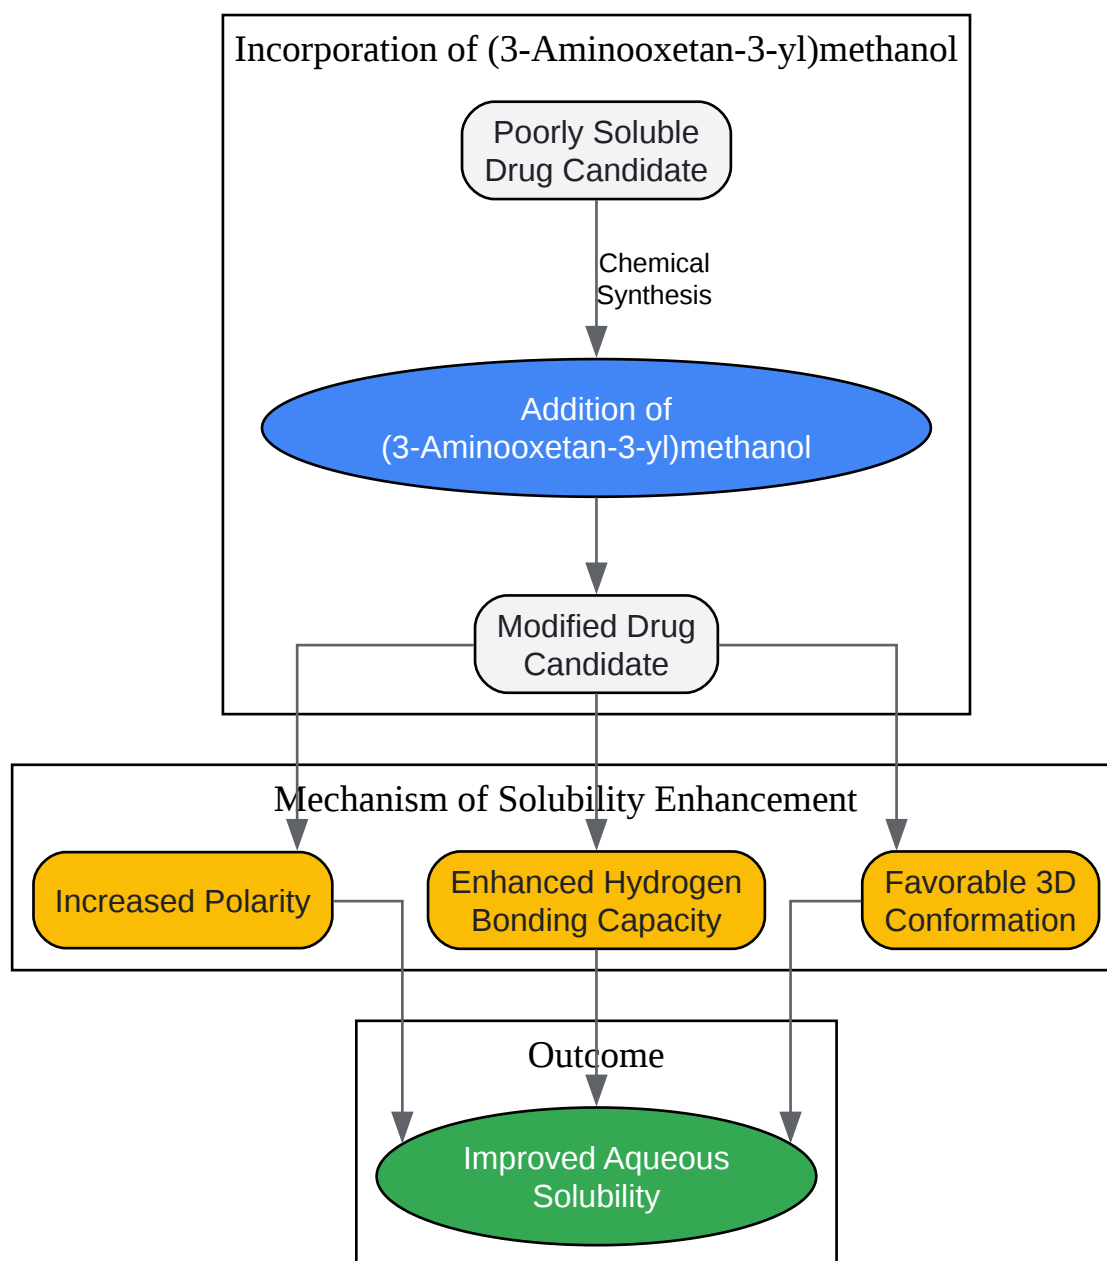 Incorporation of (3-Aminooxetan-3-yl)methanol
Poorly Soluble
Drug Candidate
Chemical
Synthesis
Addition of
(3-Aminooxetan-3-yl)methanol
Modified Drug
Candidate
Mechanism of Solubility Enhancement
Increased Polarity
Enhanced Hydrogen
Bonding Capacity
Favorable 3D
Conformation
Outcome
Improved Aqueous
Solubility